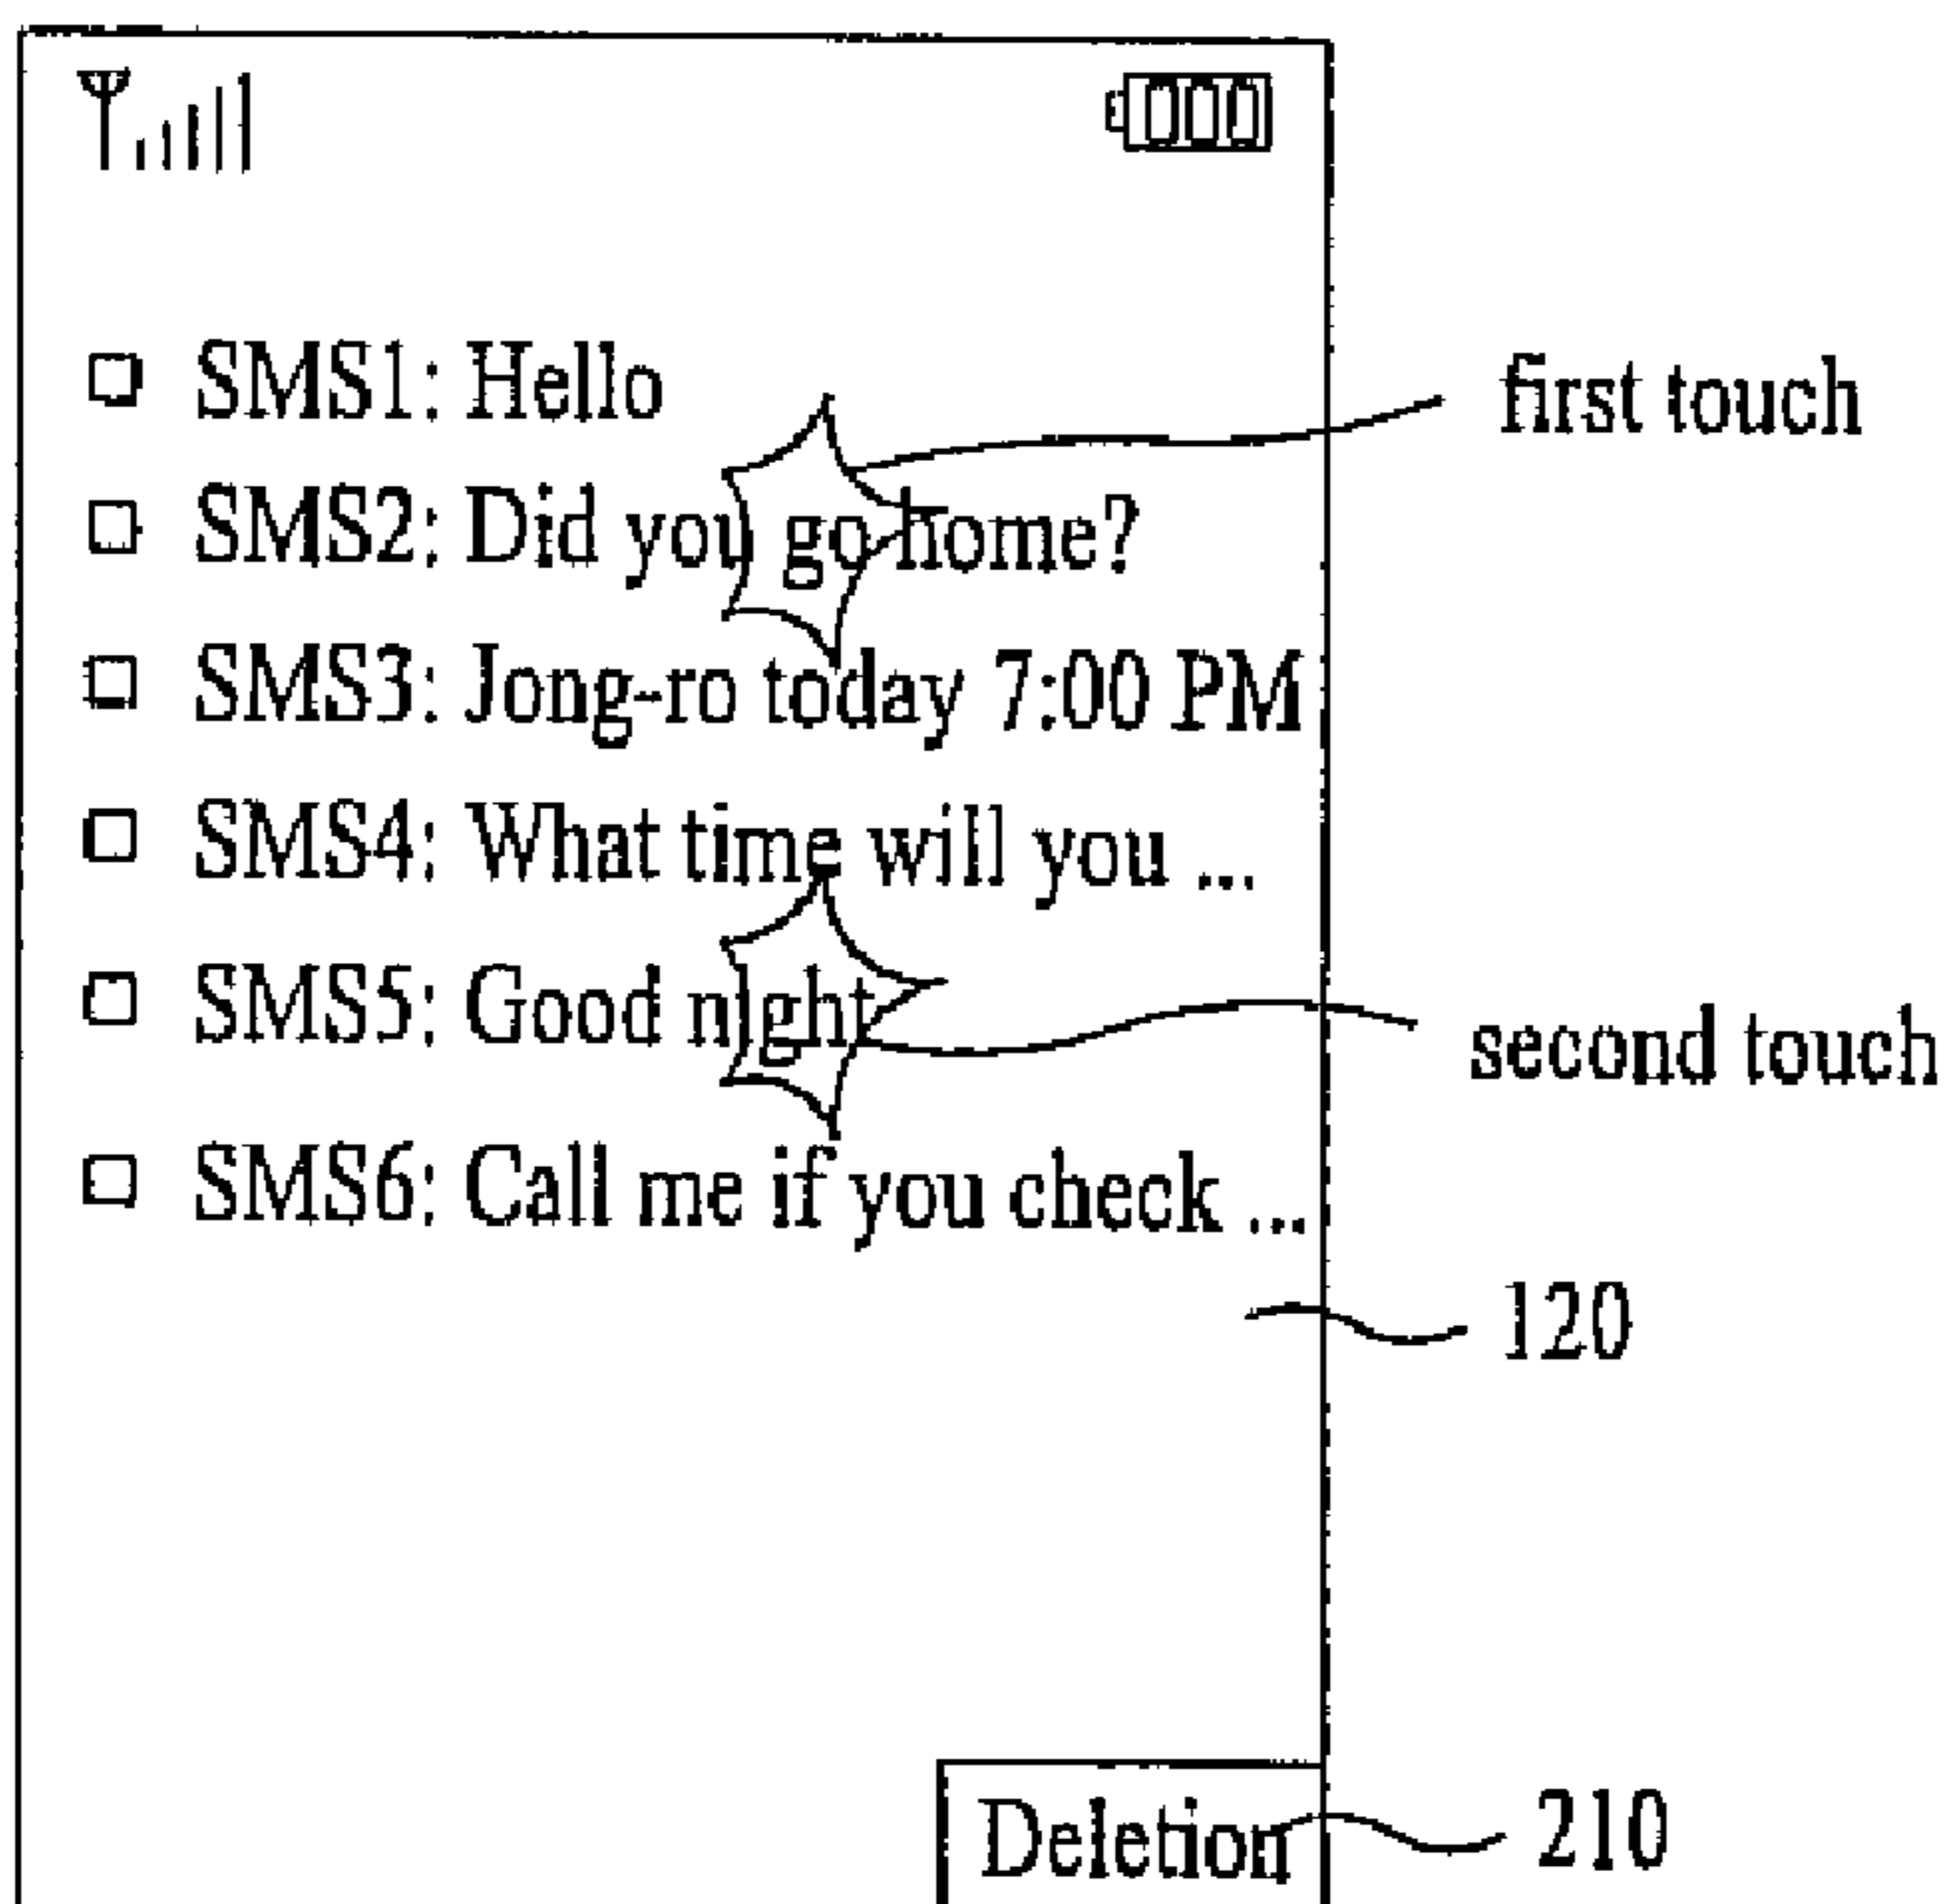 SMS1: Hello
first touch
SMS2: Did you go home?
SMS3: Jong-ro today 7:00 PM
SMS4: What time will you ...
SMS5: Good night
second touch
SMS6: Call me if you check ...
120
Deletion
210